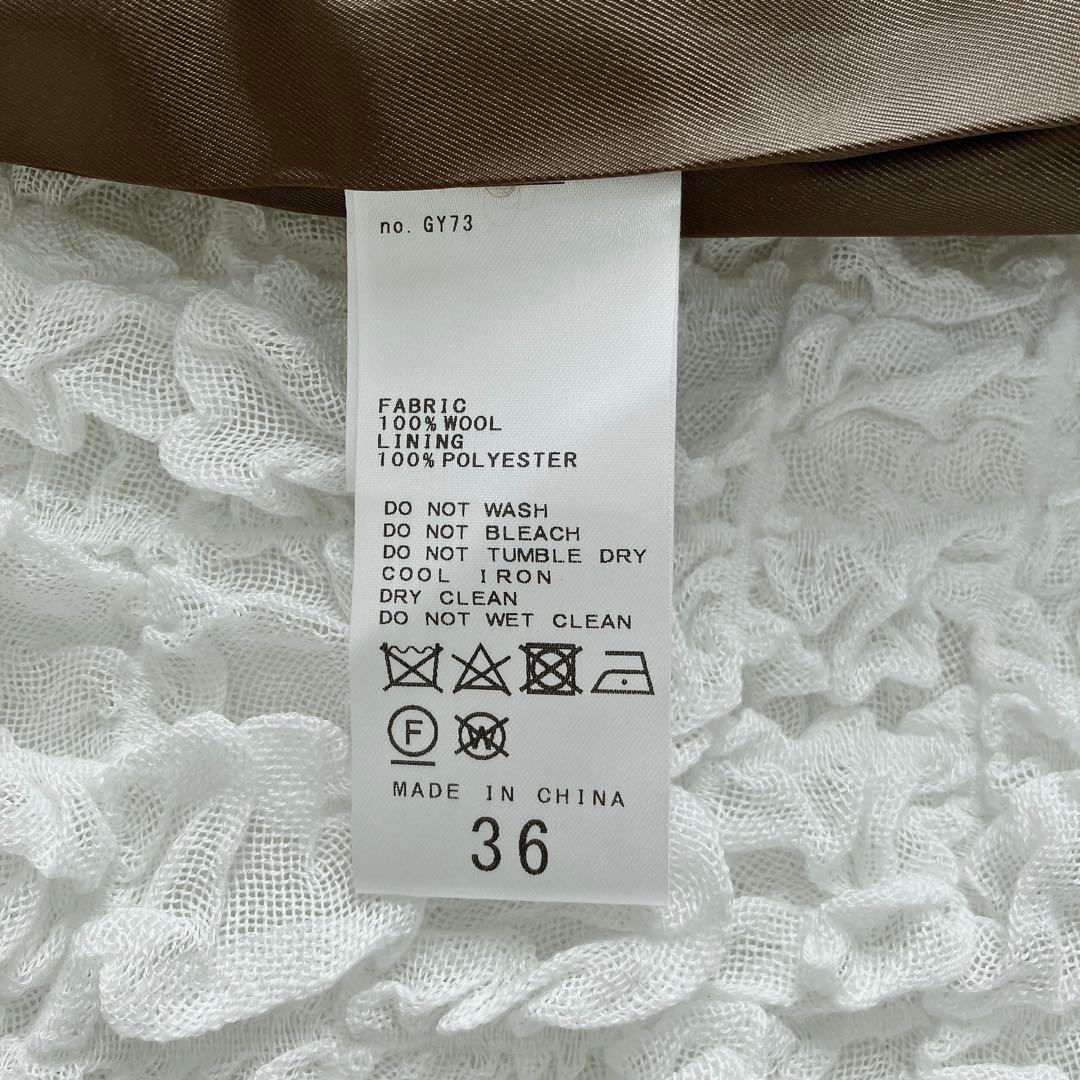 no. GY73
FABRIC
100% WOOL
LINING
100% POLYESTER
DO NOT WASH
DO NOT BLEACH
DO NOT TUMBLE DRY
COOL IRON
DRY CLEAN
DO NOT WET CLEAN
F W
MADE IN CHINA
36